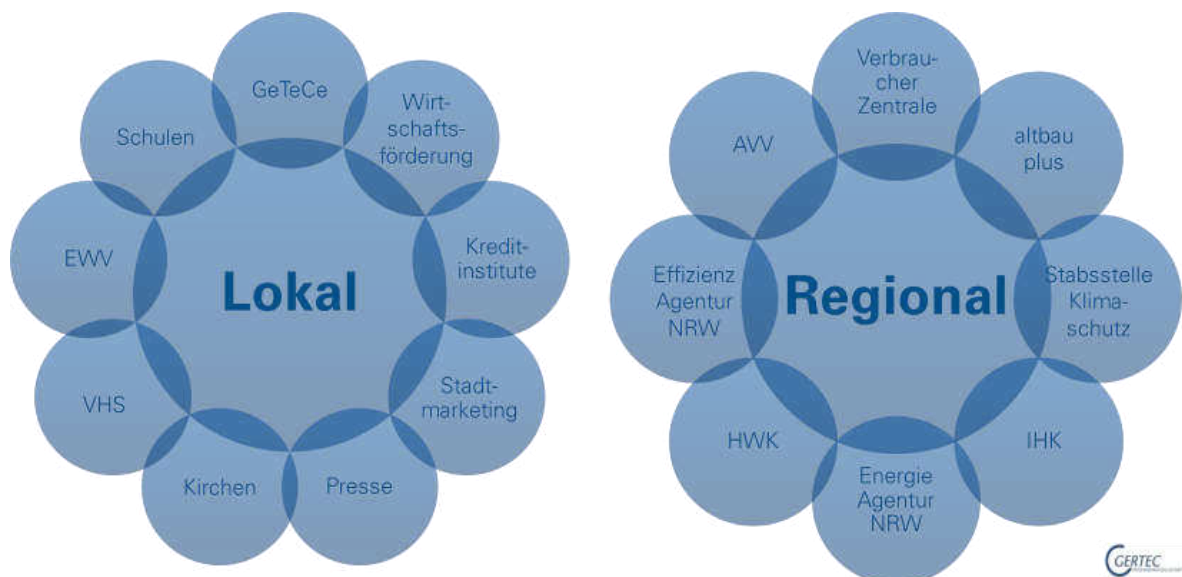 GeTeCe
Wirt-
schafts-
förderung
Kredit-
institute
Stadt-
marketing
Presse
Kirchen
VHS
EWV
Schulen
Lokal
Verbrau-
cher
Zentrale
altbau
plus
Stabsstelle
Klima-
schutz
IHK
Energie
Agentur
NRW
HWK
Effizienz
Agentur
NRW
AVV
Regional
GERTEC